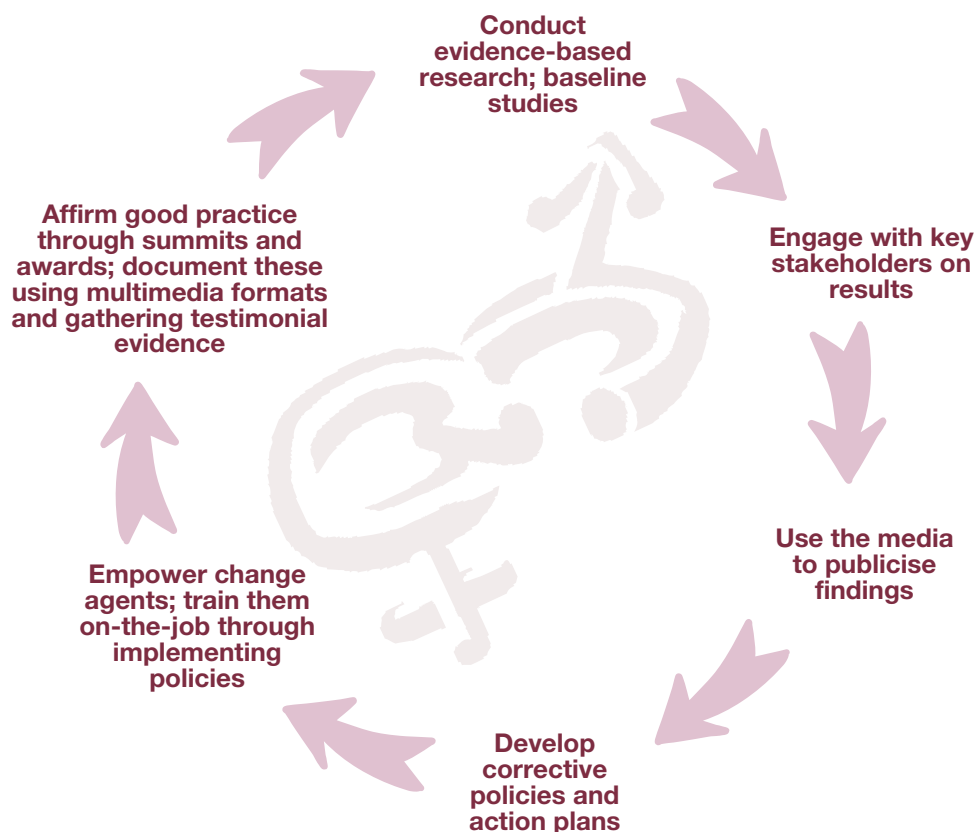 Conduct
evidence-based
research; baseline
studies
Engage with key
stakeholders on
results
Use the media
to publicise
findings
Develop
corrective
policies and
action plans
Empower change
agents; train them
on-the-job through
implementing
policies
Affirm good practice
through summits and
awards; document these
using multimedia formats
and gathering testimonial
evidence